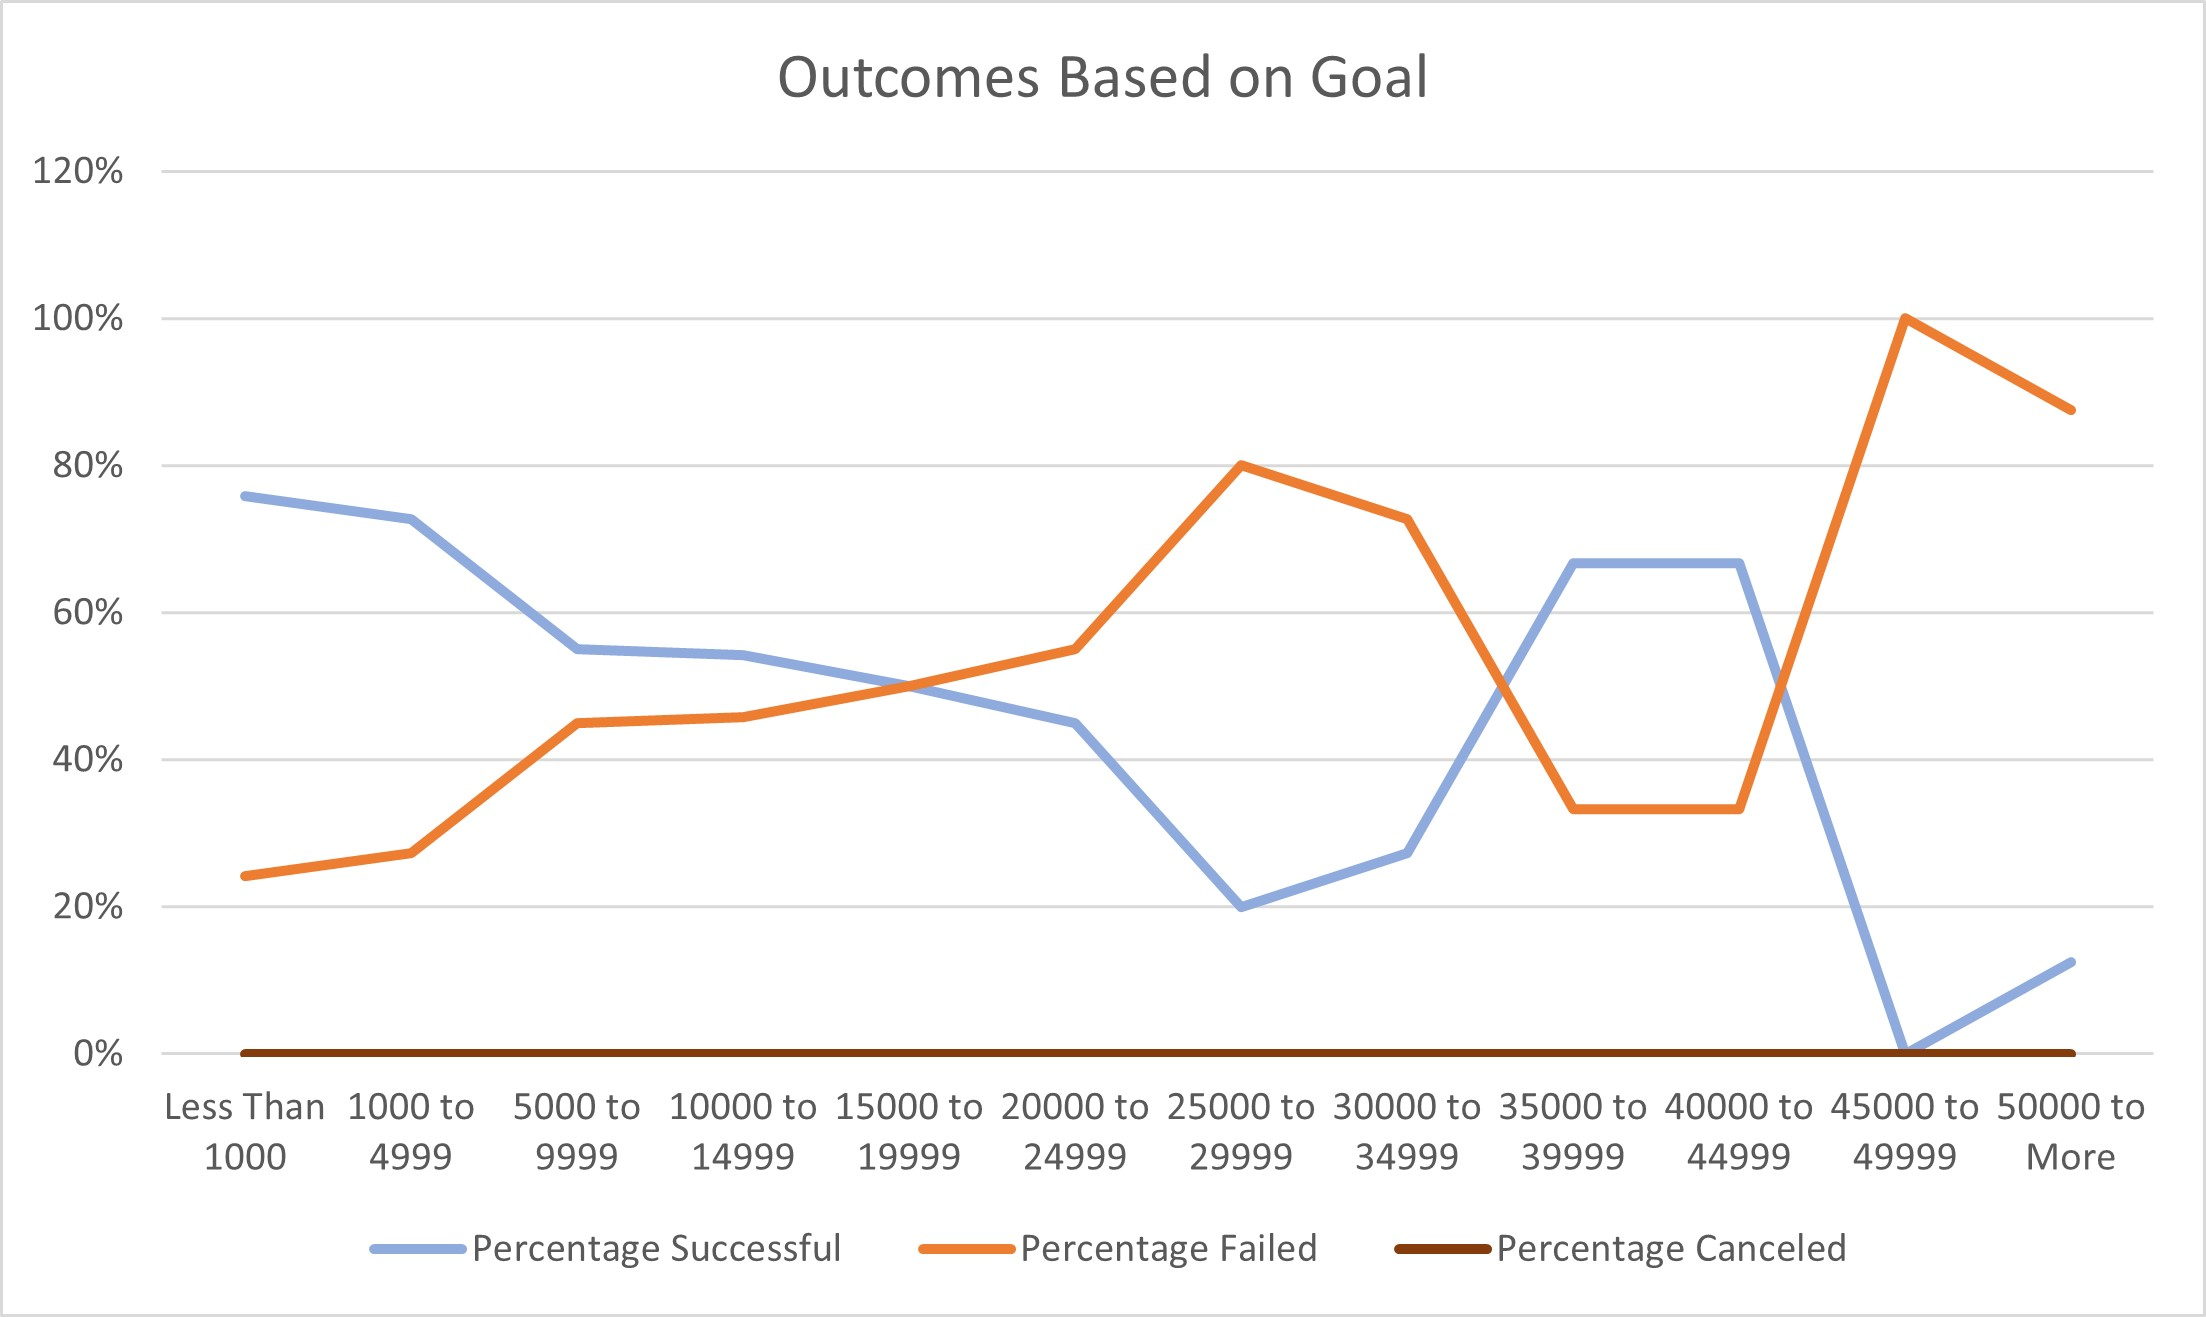 Outcomes Based on Goal
120%
100%
80%
60%
40%
20%
0%
Less Than 1000 to 5000 to 10000 to 15000 to 20000 to 25000 to 30000 to 35000 to 40000 to 45000 to 50000 to
1000 4999 9999 14999 19999 24999 29999 34999 39999 44999 49999 More
Percentage Successful Percentage Failed Percentage Canceled